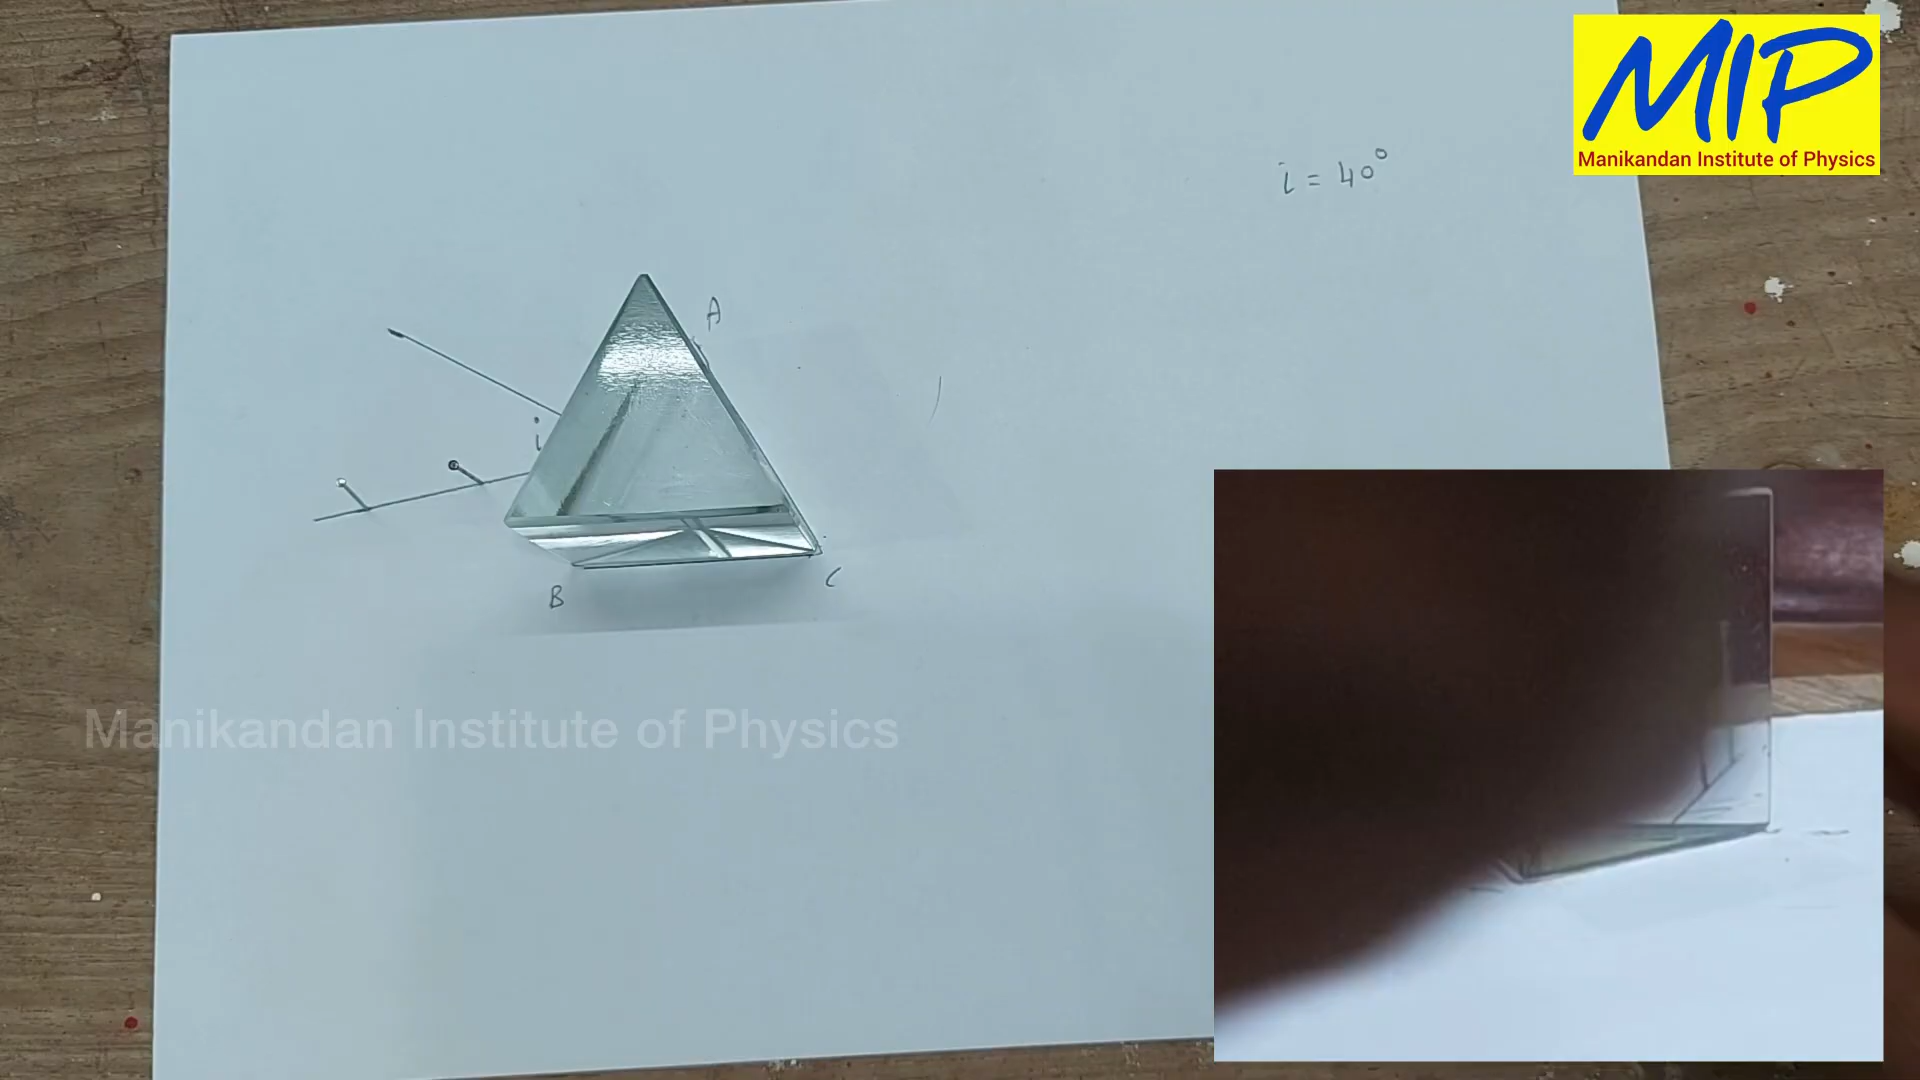 MIP
Manikandan Institute of Physics
i = 40°
A
i
B
C
Manikandan Institute of Physics